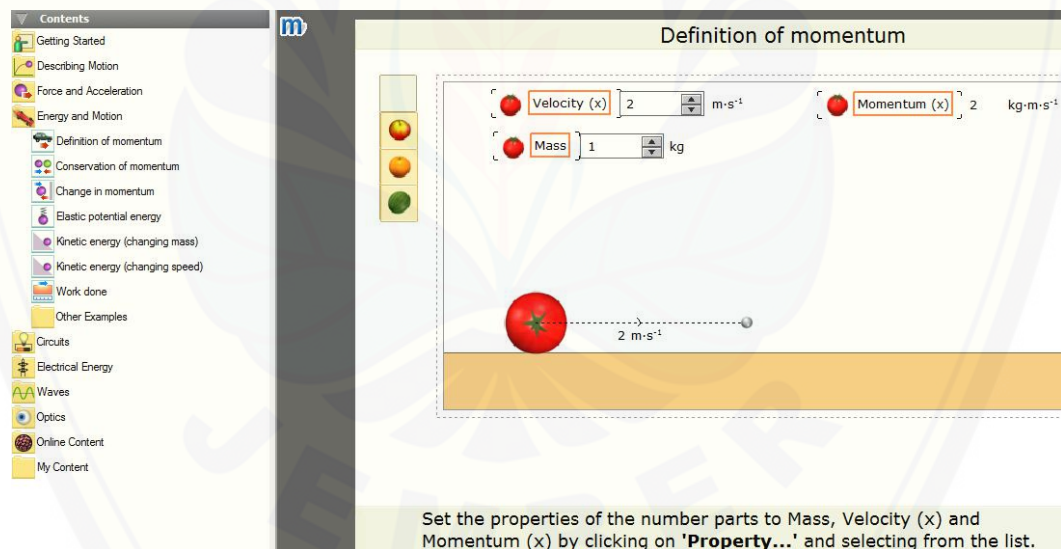 Contents
Getting Started
Describing Motion
Force and Acceleration
Energy and Motion
Definition of momentum
Conservation of momentum
Change in momentum
Elastic potential energy
Kinetic energy (changing mass)
Kinetic energy (changing speed)
Work done
Other Examples
Circuits
Electrical Energy
Waves
Optics
Online Content
My Content
m
Definition of momentum
Velocity (x) 2 m·s⁻¹
Momentum (x) 2 kg·m·s⁻¹
Mass 1 kg
2 m·s⁻¹
Set the properties of the number parts to Mass, Velocity (x) and
Momentum (x) by clicking on 'Property...' and selecting from the list.
JEMBER